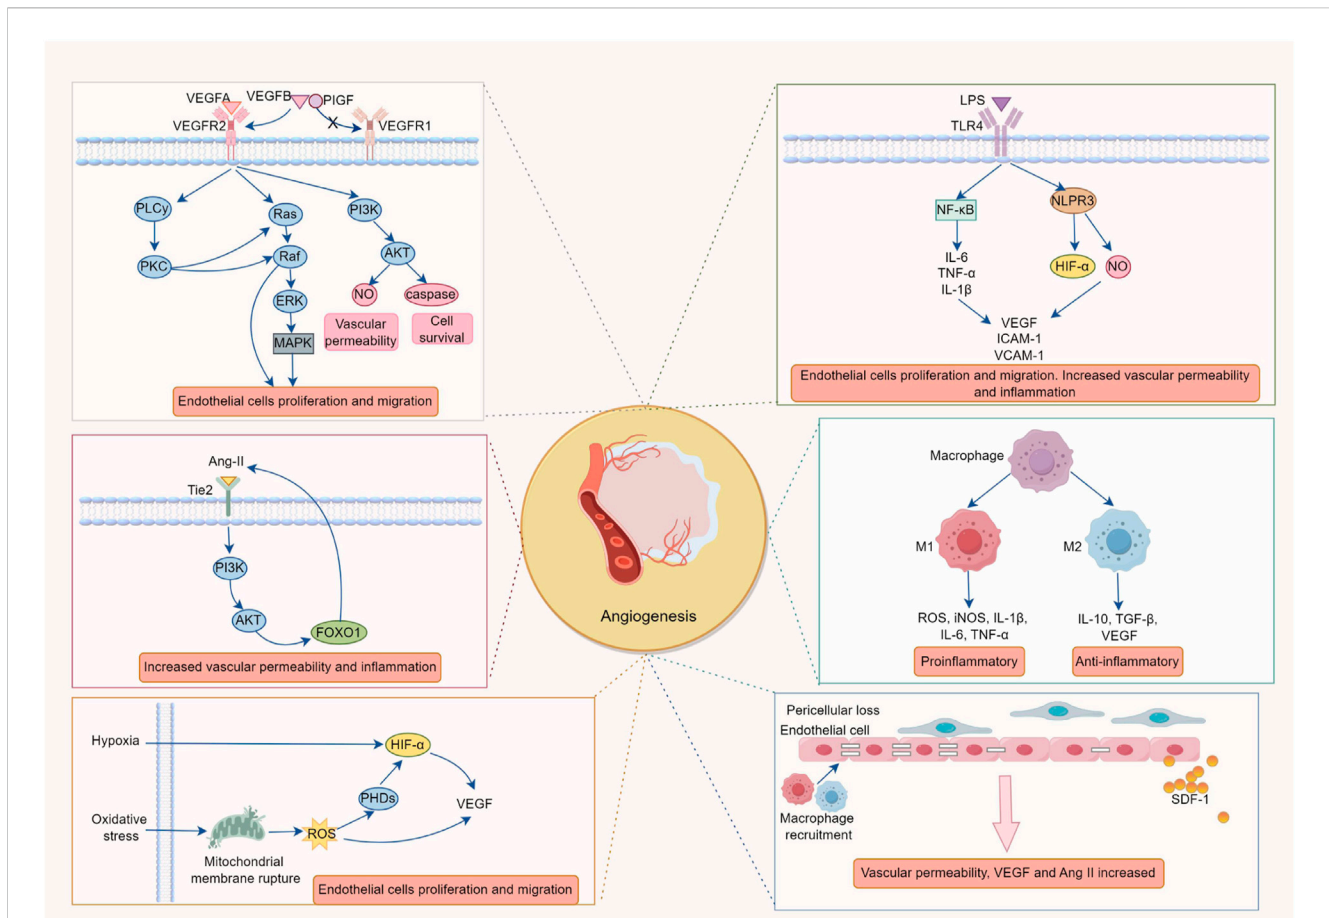 VEGFA
VEGFB
PIGF
VEGFR2
X
VEGFR1
PLCγ
Ras
PI3K
PKC
Raf
AKT
ERK
NO
caspase
MAPK
Vascular
permeability
Cell
survival
Endothelial cells proliferation and migration
LPS
TLR4
NF-κB
NLPR3
IL-6
TNF-α
IL-1β
HIF-α
NO
VEGF
ICAM-1
VCAM-1
Endothelial cells proliferation and migration. Increased vascular permeability
and inflammation
Ang-II
Tie2
PI3K
AKT
FOXO1
Increased vascular permeability and inflammation
Angiogenesis
Macrophage
M1
M2
ROS, iNOS, IL-1β,
IL-6, TNF-α
IL-10, TGF-β,
VEGF
Proinflammatory
Anti-inflammatory
Hypoxia
HIF-α
PHDs
VEGF
Oxidative
stress
ROS
Mitochondrial
membrane rupture
Endothelial cells proliferation and migration
Pericellular loss
Endothelial cell
Macrophage
recruitment
SDF-1
Vascular permeability, VEGF and Ang II increased